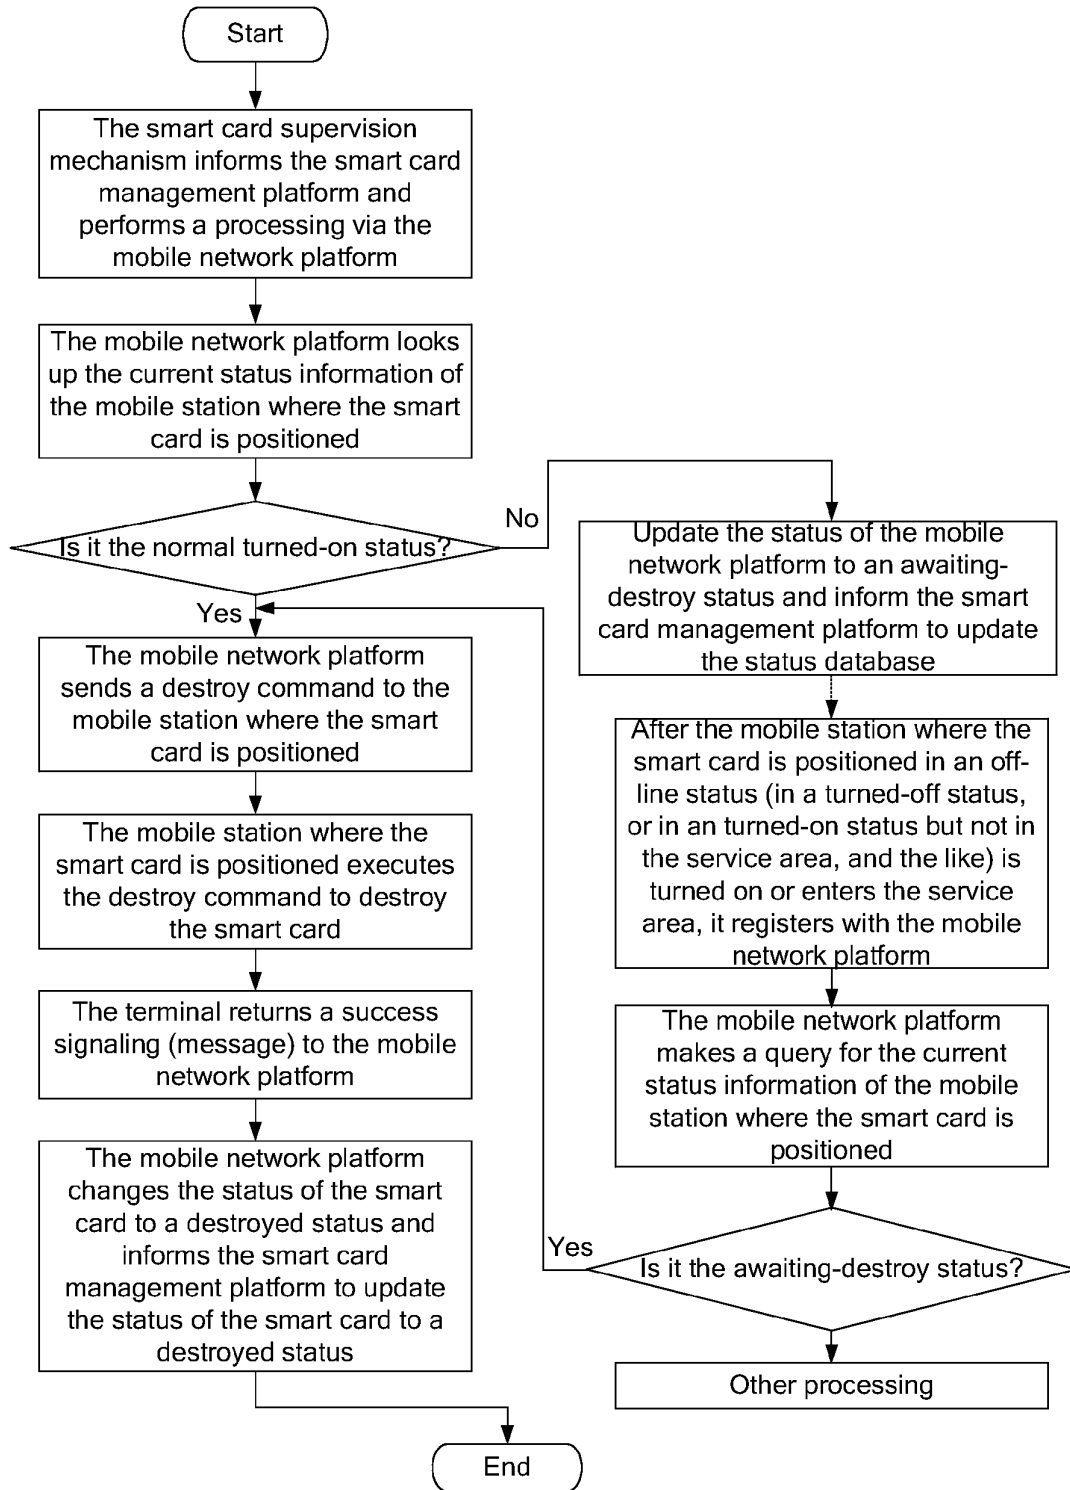 Start
The smart card supervision
mechanism informs the smart card
management platform and
performs a processing via the
mobile network platform
The mobile network platform looks
up the current status information of
the mobile station where the smart
card is positioned
Is it the normal turned-on status?
No
Yes
The mobile network platform
sends a destroy command to the
mobile station where the smart
card is positioned
The mobile station where the
smart card is positioned executes
the destroy command to destroy
the smart card
The terminal returns a success
signaling (message) to the mobile
network platform
The mobile network platform
changes the status of the smart
card to a destroyed status and
informs the smart card
management platform to update
the status of the smart card to a
destroyed status
End
Update the status of the mobile
network platform to an awaiting-
destroy status and inform the smart
card management platform to update
the status database
After the mobile station where the
smart card is positioned in an off-
line status (in a turned-off status,
or in an turned-on status but not in
the service area, and the like) is
turned on or enters the service
area, it registers with the mobile
network platform
The mobile network platform
makes a query for the current
status information of the mobile
station where the smart card is
positioned
Yes
Is it the awaiting-destroy status?
Other processing